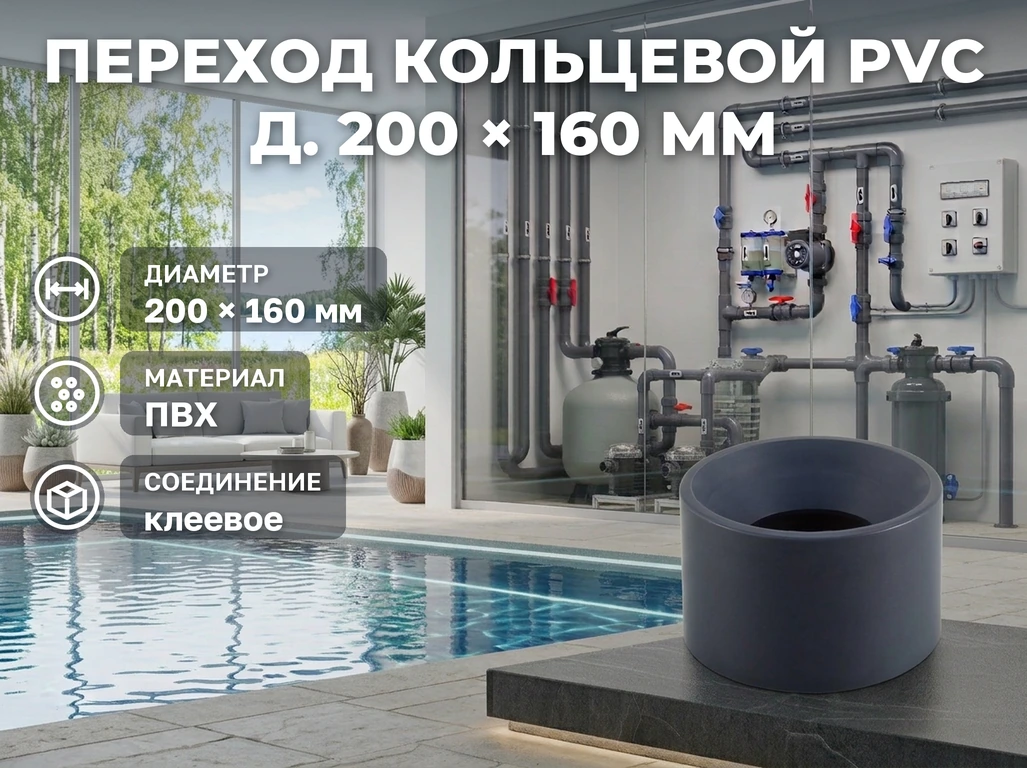 ПЕРЕХОД КОЛЬЦЕВОЙ PVC
Д. 200 × 160 ММ
ДИАМЕТР
200 × 160 мм
МАТЕРИАЛ
ПВХ
СОЕДИНЕНИЕ
клеевое